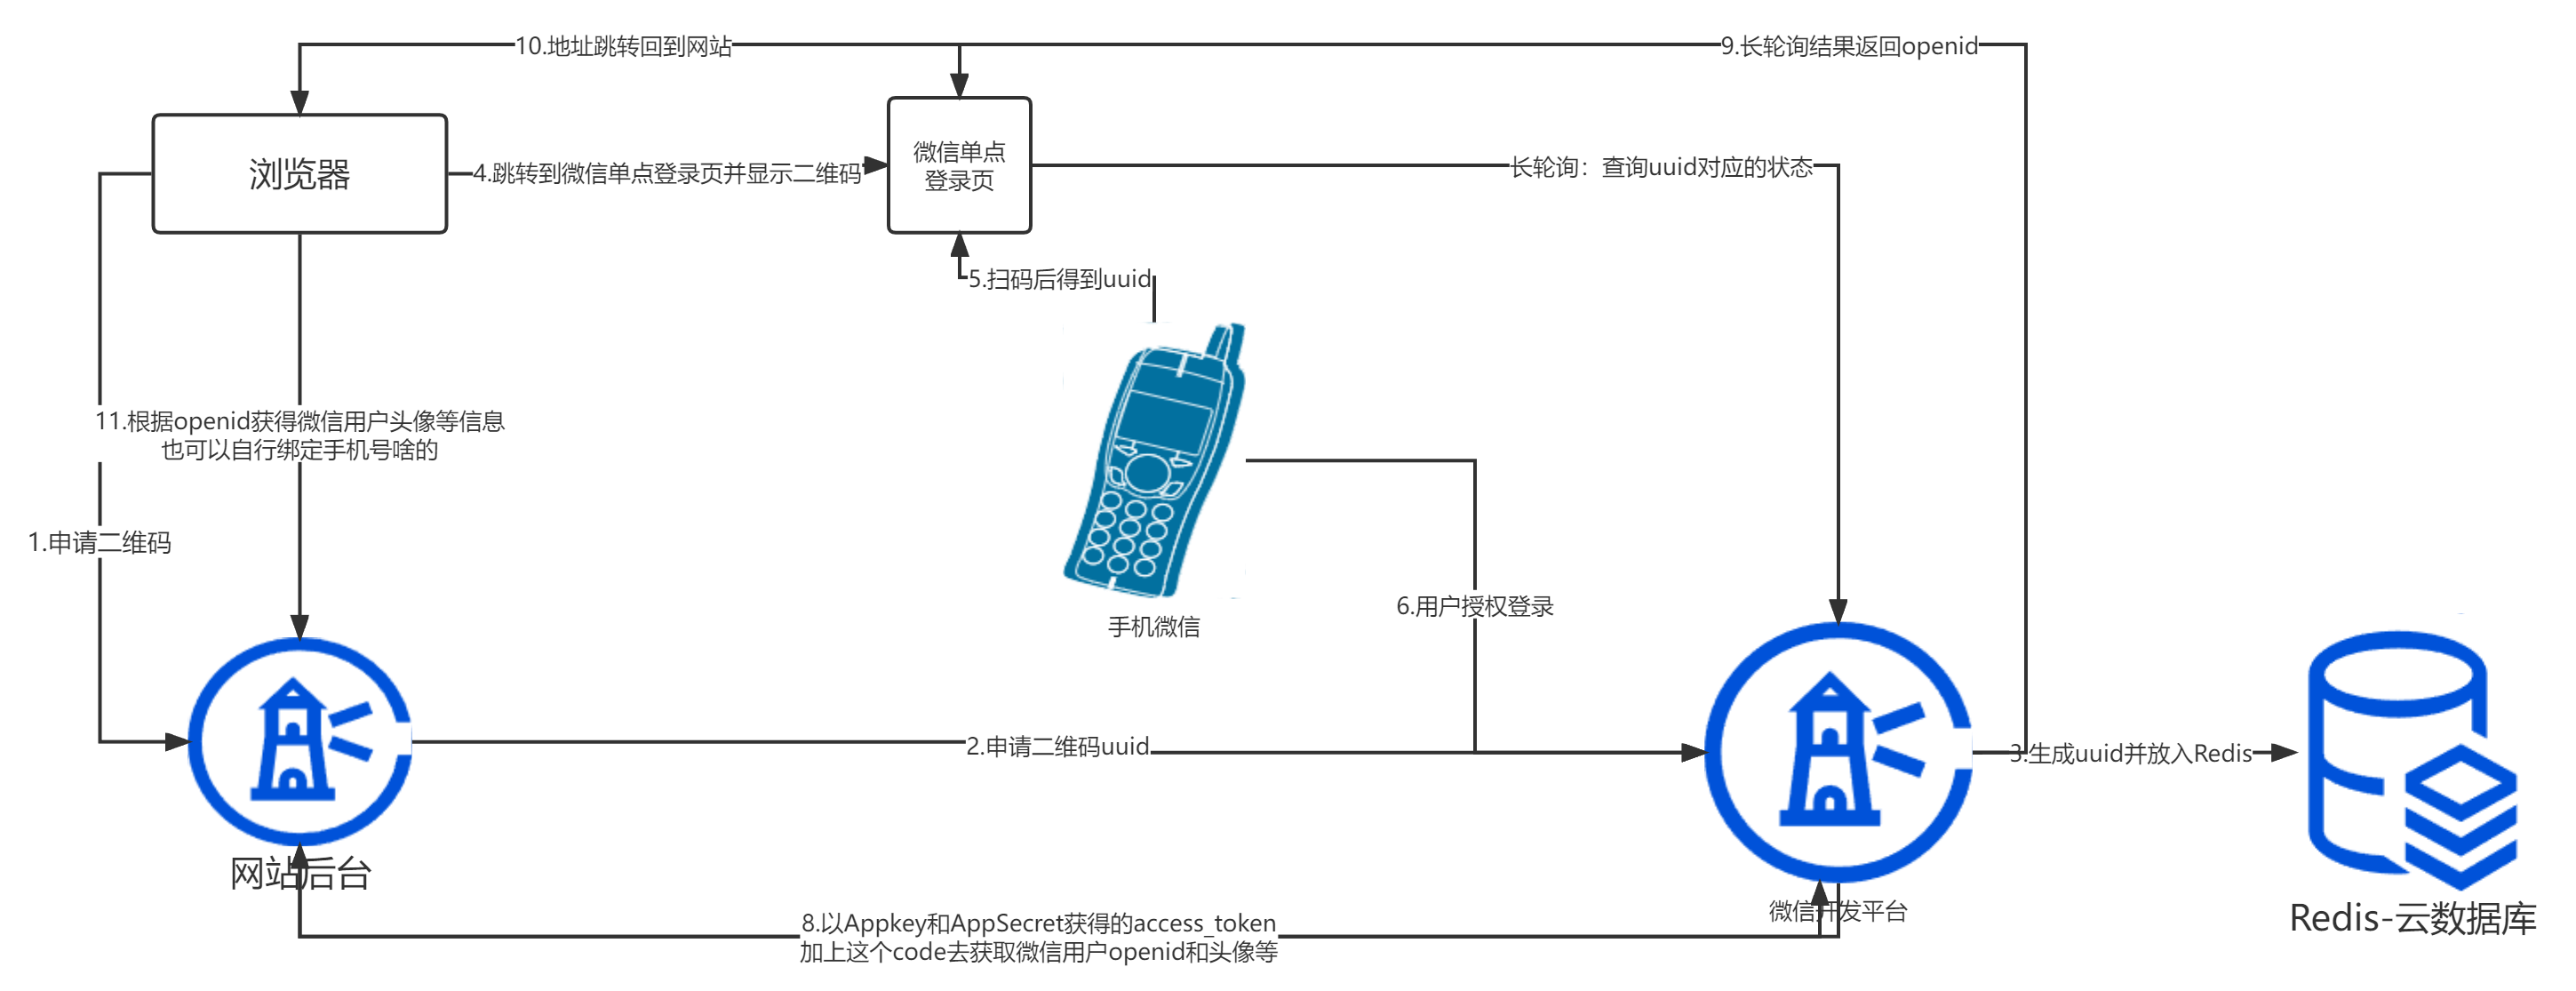 10.地址跳转回到网站
9.长轮询结果返回openid
浏览器
4.跳转到微信单点登录页并显示二维码
微信单点
登录页
长轮询：查询uuid对应的状态
5.扫码后得到uuid
11.根据openid获得微信用户头像等信息
也可以自行绑定手机号啥的
1.申请二维码
6.用户授权登录
手机微信
2.申请二维码uuid
3.生成uuid并放入Redis
网站后台
微信开发平台
Redis-云数据库
8.以Appkey和AppSecret获得的access_token
加上这个code去获取微信用户openid和头像等